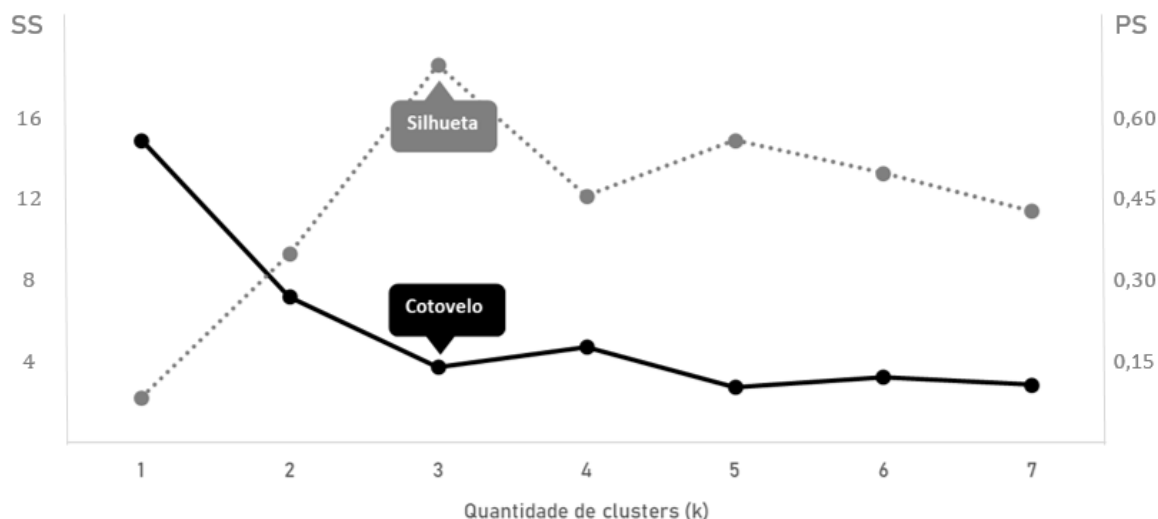 SS
PS
16
0,60
Silhueta
12
0,45
8
0,30
Cotovelo
4
0,15
1 2 3 4 5 6 7
Quantidade de clusters (k)